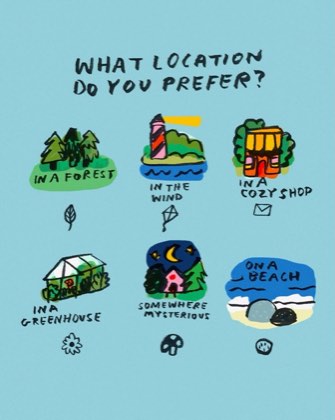 WHAT LOCATION
DO YOU PREFER?
IN A FOREST
IN THE
WIND
IN A
COZY SHOP
IN A
GREENHOUSE
SOMEWHERE
MYSTERIOUS
ON A
BEACH